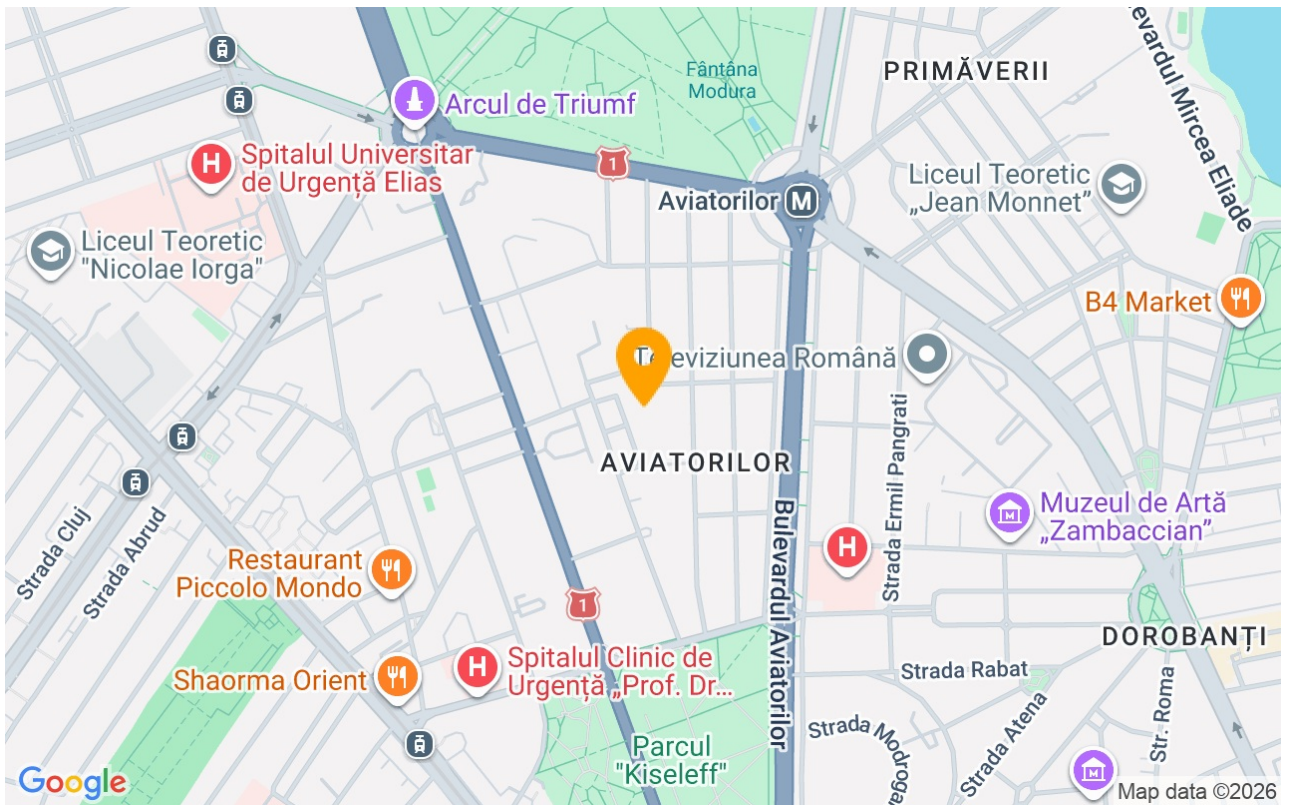 Fântâna
Modura
PRIMĂVERII
Bulevardul Mircea Eliade
Arcul de Triumf
Spitalul Universitar
de Urgență Elias
H
1
Aviatorilor M
Liceul Teoretic
„Jean Monnet”
Liceul Teoretic
"Nicolae Iorga"
B4 Market
Televiziunea Română
AVIATORILOR
Strada Ermil Pangrati
Bulevardul Aviatorilor
Muzeul de Artă
„Zambaccian”
H
Strada Cluj
Strada Abrud
Restaurant
Piccolo Mondo
1
DOROBANȚI
Shaorma Orient
H
Spitalul Clinic de
Urgență „Prof. Dr...
Strada Rabat
Strada Atena
Str. Roma
Parcul
"Kiseleff"
Google
Map data ©2026